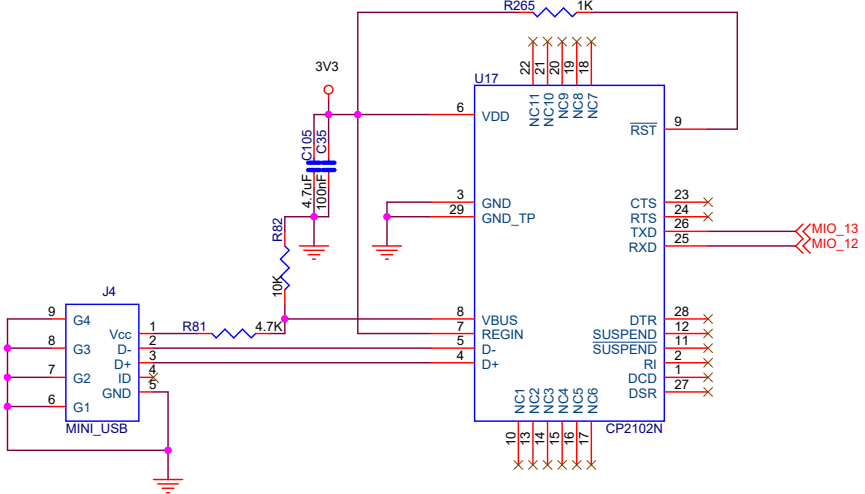 R265 1K
3V3
U17
22 21 20 19 18
NC11 NC10 NC9 NC8 NC7
6 VDD
RST 9
C105 C35
4.7uF 100nF
3 GND
29 GND_TP
CTS 23
RTS 24
TXD 26 MIO_13
RXD 25 MIO_12
R82
10K
J4
9 G4
8 G3
7 G2
6 G1
Vcc 1
D- 2
D+ 3
ID 4
GND 5
MINI_USB
R81 4.7K
8 VBUS
7 REGIN
5 D-
4 D+
DTR 28
SUSPEND 12
SUSPEND 11
RI 2
DCD 1
DSR 27
NC1 NC2 NC3 NC4 NC5 NC6
10 13 14 15 16 17
CP2102N